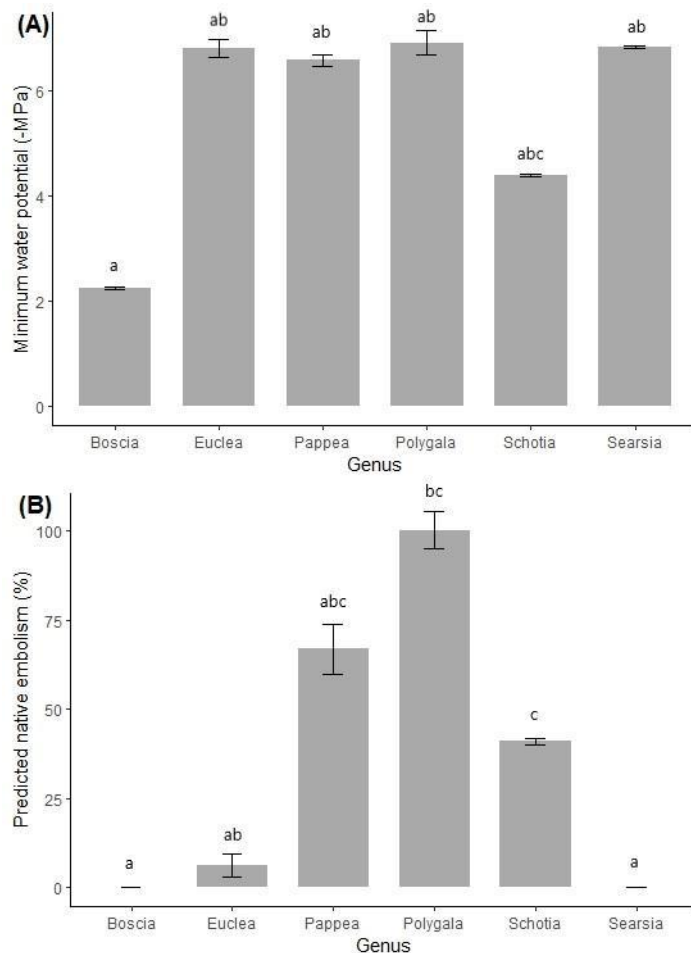 (A)
Minimum water potential (-MPa)
6
4
2
0
ab
ab
ab
ab
abc
a
Boscia Euclea Pappea Polygala Schotia Searsia
Genus
(B)
Predicted native embolism (%)
100
75
50
25
0
bc
abc
c
ab
a
a
Boscia Euclea Pappea Polygala Schotia Searsia
Genus